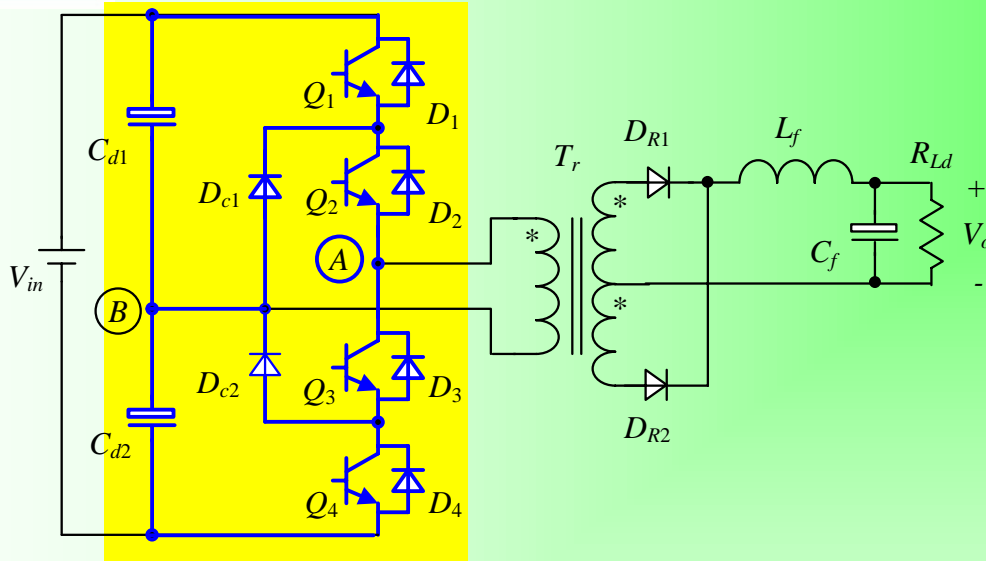 Q1
D1
Cd1
Dc1
Q2
D2
Tr
DR1
Lf
RLd
*
*
A
+
Vin
Cf
B
*
-
Dc2
Q3
D3
DR2
Cd2
Q4
D4